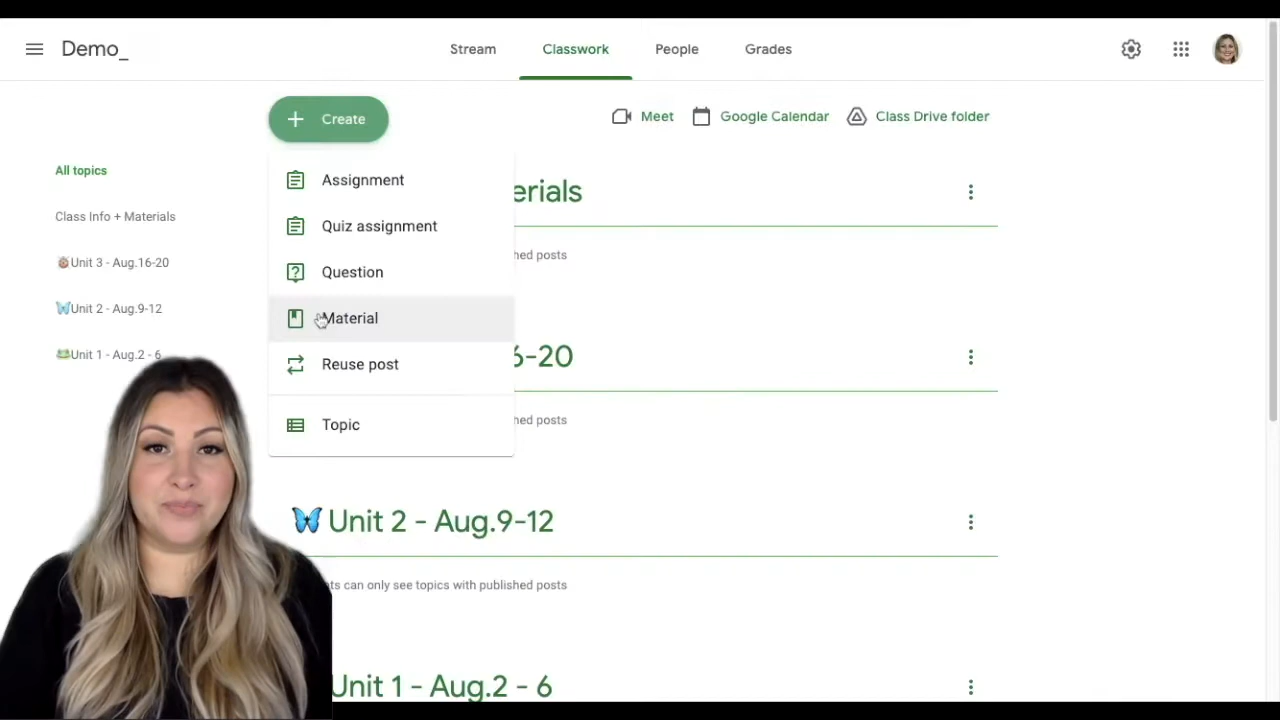 Demo_
Stream
Classwork
People
Grades
Create
Meet
Google Calendar
Class Drive folder
All topics
Class Info + Materials
Unit 3 - Aug.16-20
Unit 2 - Aug.9-12
Unit 1 - Aug.2 - 6
Assignment
Quiz assignment
Question
Material
Reuse post
Topic
erials
hed posts
6-20
hed posts
Unit 2 - Aug.9-12
ts can only see topics with published posts
Unit 1 - Aug.2 - 6